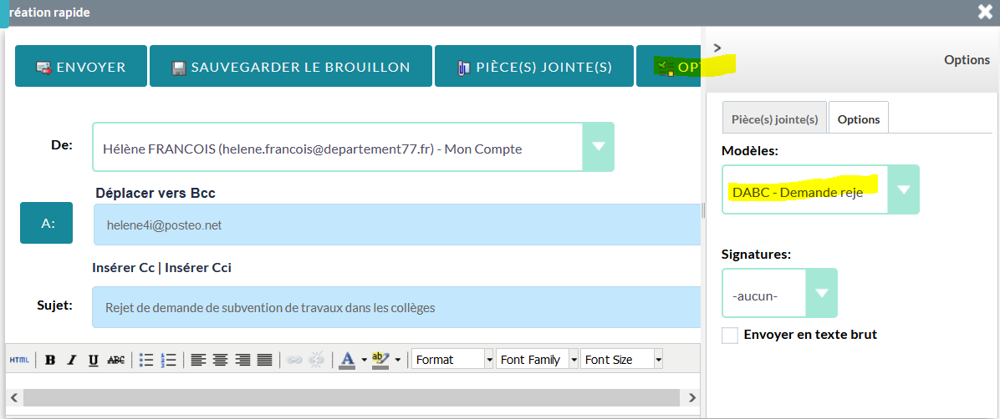 réation rapide
ENVOYER SAUVEGARDER LE BROUILLON PIÈCE(S) JOINTE(S) OPT
De: Hélène FRANCOIS (helene.francois@departement77.fr) - Mon Compte
Déplacer vers Bcc
A: helene4i@posteo.net
Insérer Cc | Insérer Cci
Sujet: Rejet de demande de subvention de travaux dans les collèges
HTML B I U ABC A ab Format Font Family Font Size
> Options
Pièce(s) jointe(s) Options
Modèles:
DABC - Demande reje
Signatures:
-aucun-
Envoyer en texte brut